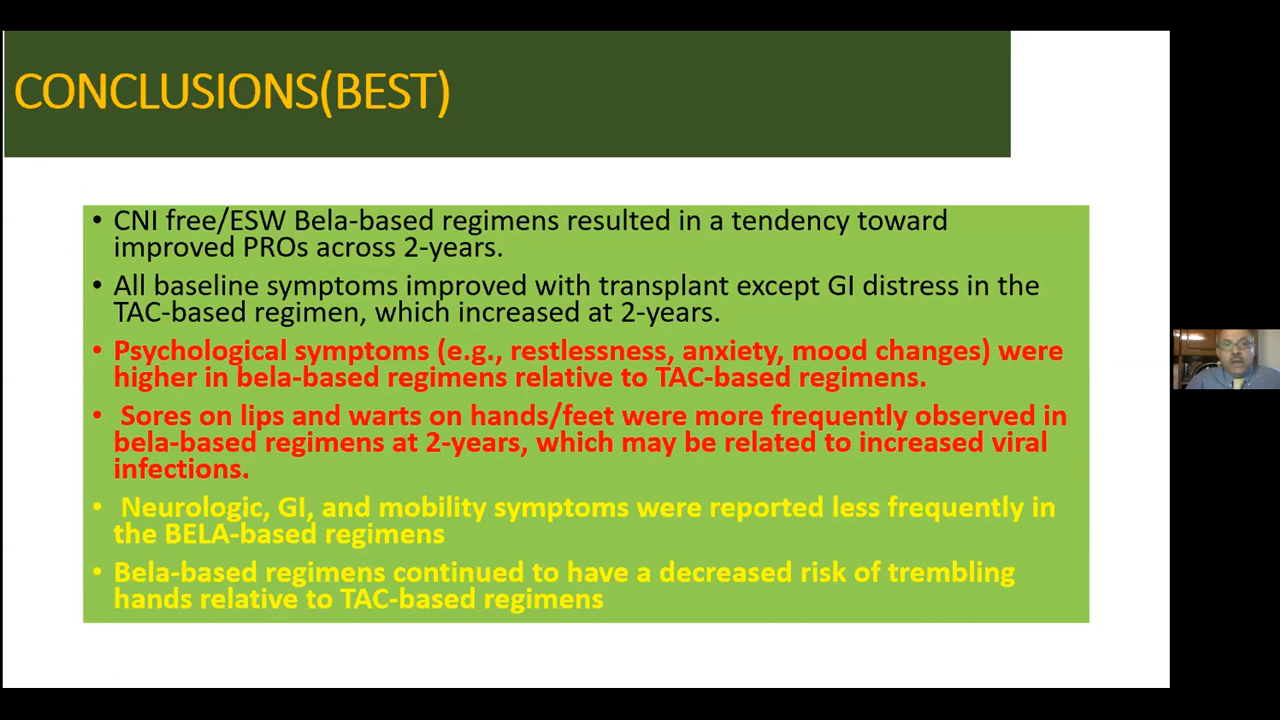 CONCLUSIONS(BEST)
• CNI free/ESW Bela-based regimens resulted in a tendency toward
improved PROs across 2-years.
• All baseline symptoms improved with transplant except GI distress in the
TAC-based regimen, which increased at 2-years.
• Psychological symptoms (e.g., restlessness, anxiety, mood changes) were
higher in bela-based regimens relative to TAC-based regimens.
• Sores on lips and warts on hands/feet were more frequently observed in
bela-based regimens at 2-years, which may be related to increased viral
infections.
• Neurologic, GI, and mobility symptoms were reported less frequently in
the BELA-based regimens
• Bela-based regimens continued to have a decreased risk of trembling
hands relative to TAC-based regimens